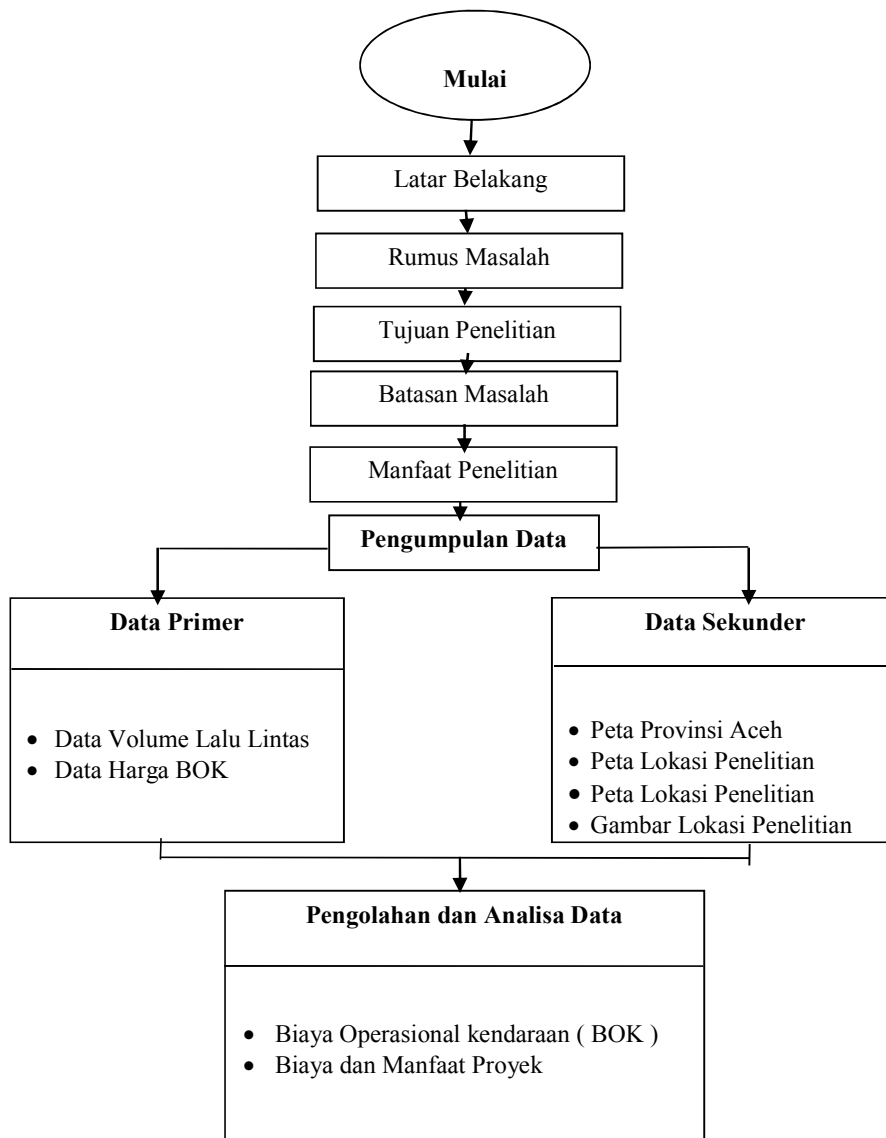 Mulai
Latar Belakang
Rumus Masalah
Tujuan Penelitian
Batasan Masalah
Manfaat Penelitian
Pengumpulan Data
Data Primer
• Data Volume Lalu Lintas
• Data Harga BOK
Data Sekunder
• Peta Provinsi Aceh
• Peta Lokasi Penelitian
• Peta Lokasi Penelitian
• Gambar Lokasi Penelitian
Pengolahan dan Analisa Data
• Biaya Operasional kendaraan ( BOK )
• Biaya dan Manfaat Proyek